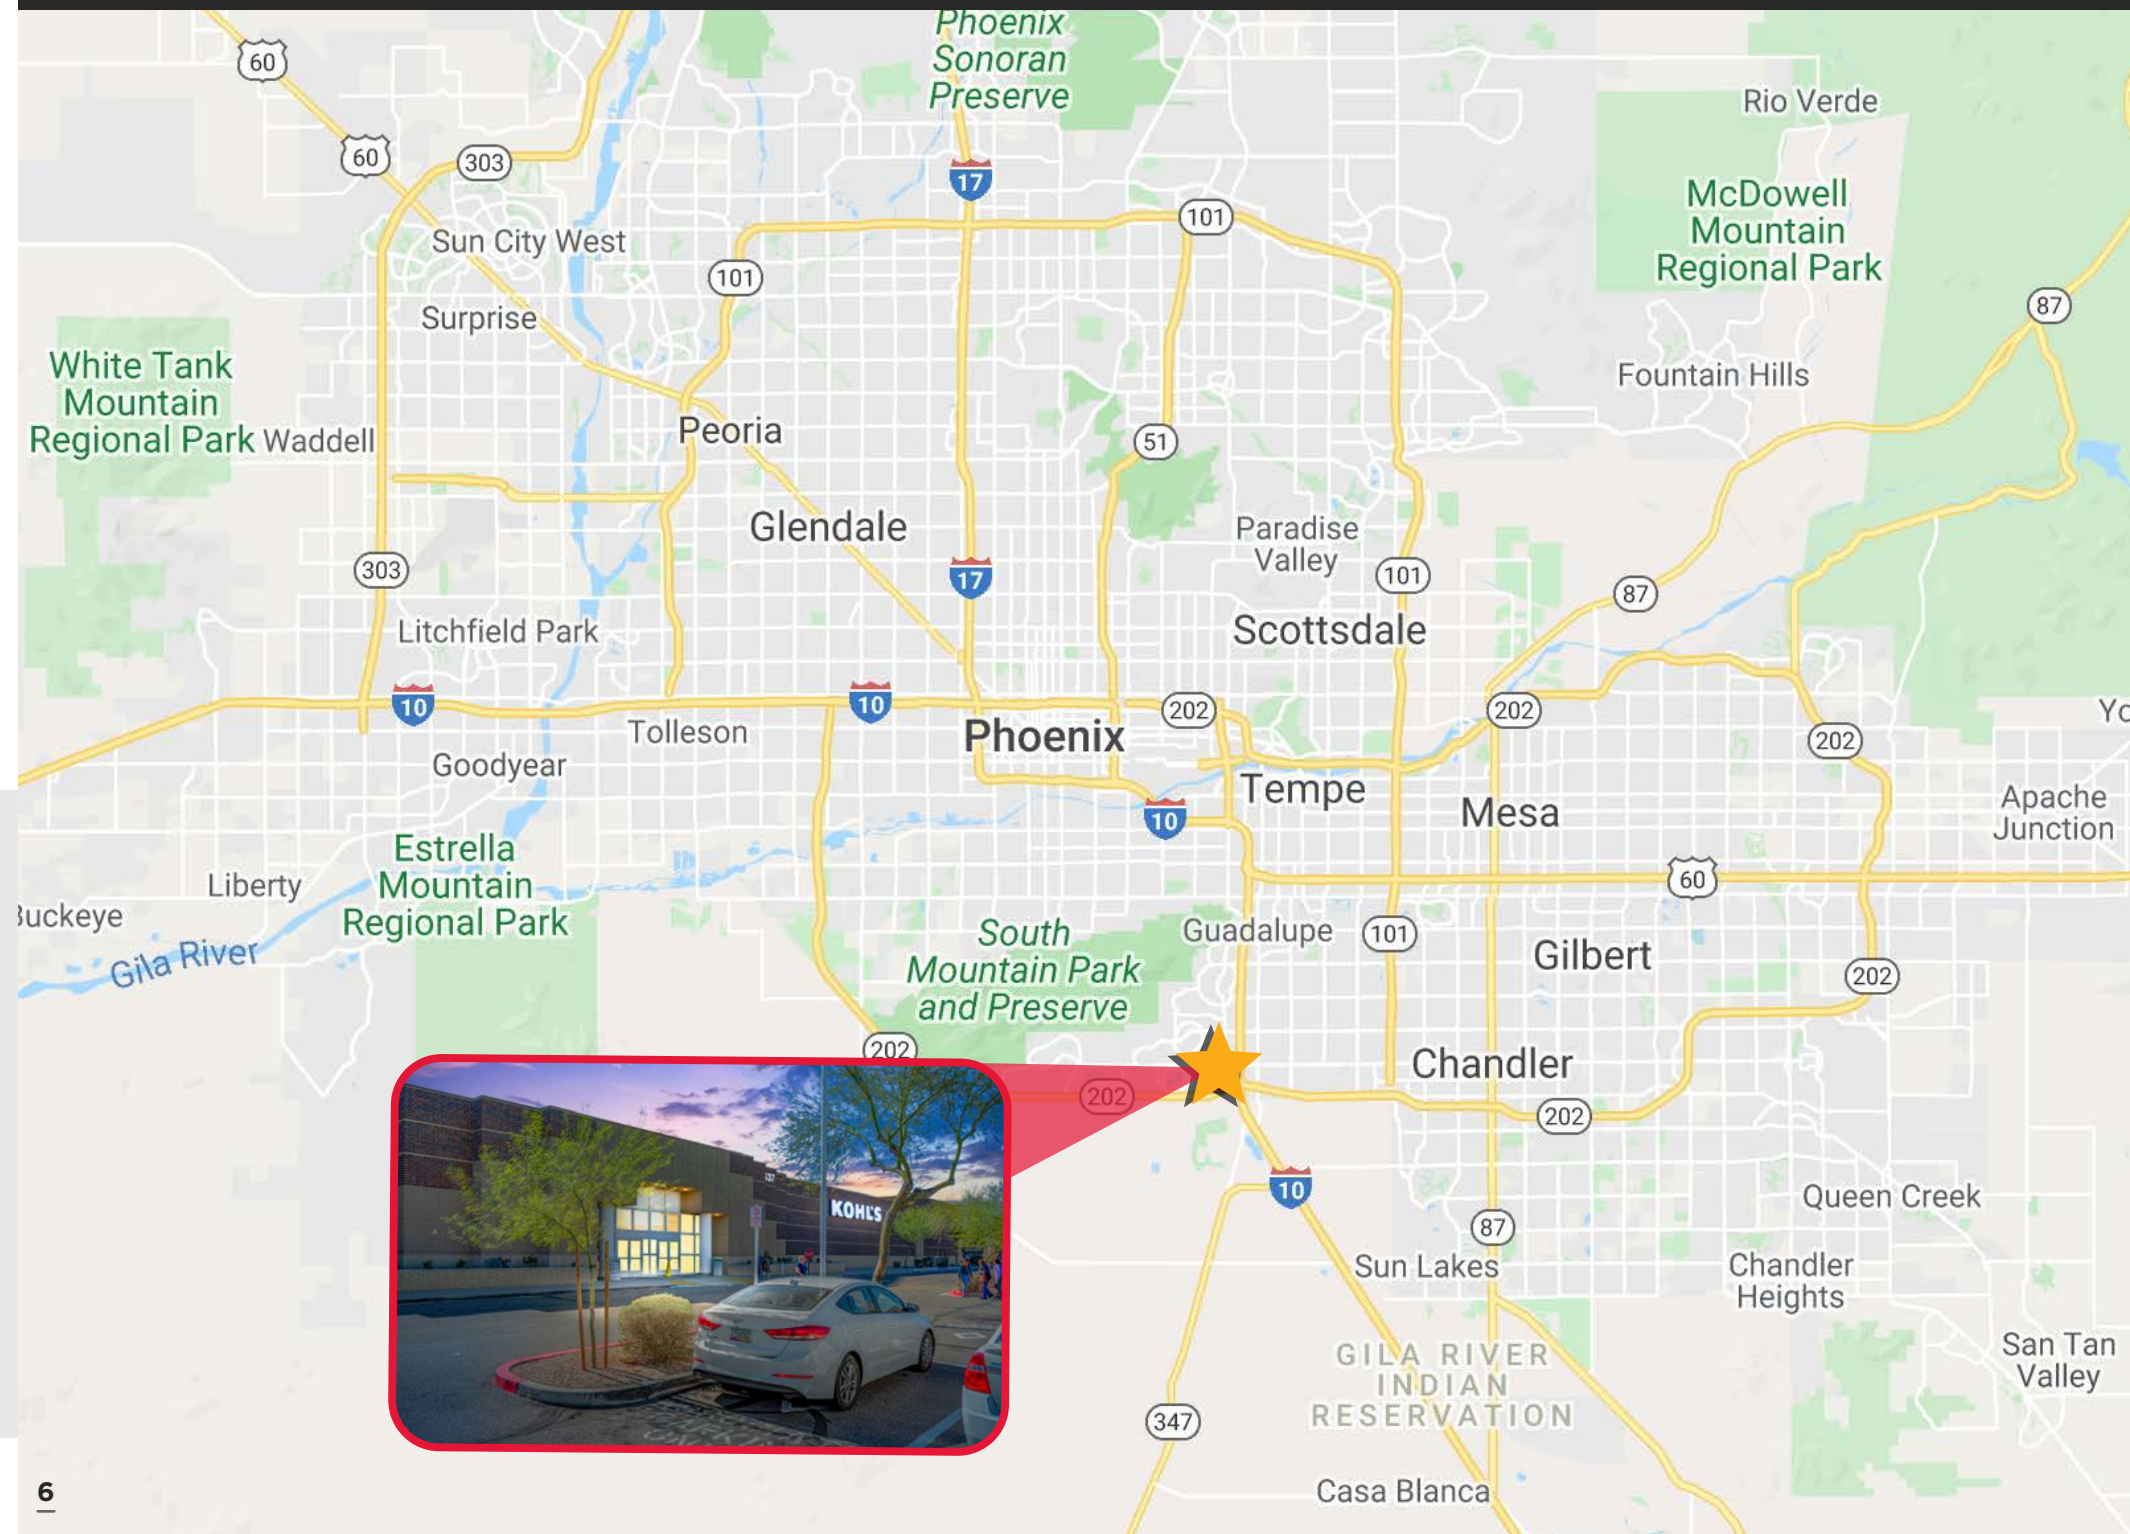 Phoenix
Sonoran
Preserve
60
Rio Verde
60
303
17
McDowell
Mountain
Regional Park
101
Sun City West
101
87
Surprise
White Tank
Mountain
Regional Park
Waddell
Fountain Hills
Peoria
51
Glendale
Paradise
Valley
303
17
101
87
Litchfield Park
Scottsdale
10
10
202
202
Yo
Tolleson
Phoenix
202
Goodyear
Tempe
Mesa
Apache
Junction
10
Estrella
Mountain
Regional Park
Liberty
60
Buckeye
Gila River
South
Mountain Park
and Preserve
Guadalupe
101
Gilbert
202
202
Chandler
202
202
KOHL'S
10
Queen Creek
87
Sun Lakes
Chandler
Heights
San Tan
Valley
GILA RIVER
INDIAN
RESERVATION
347
Casa Blanca
6